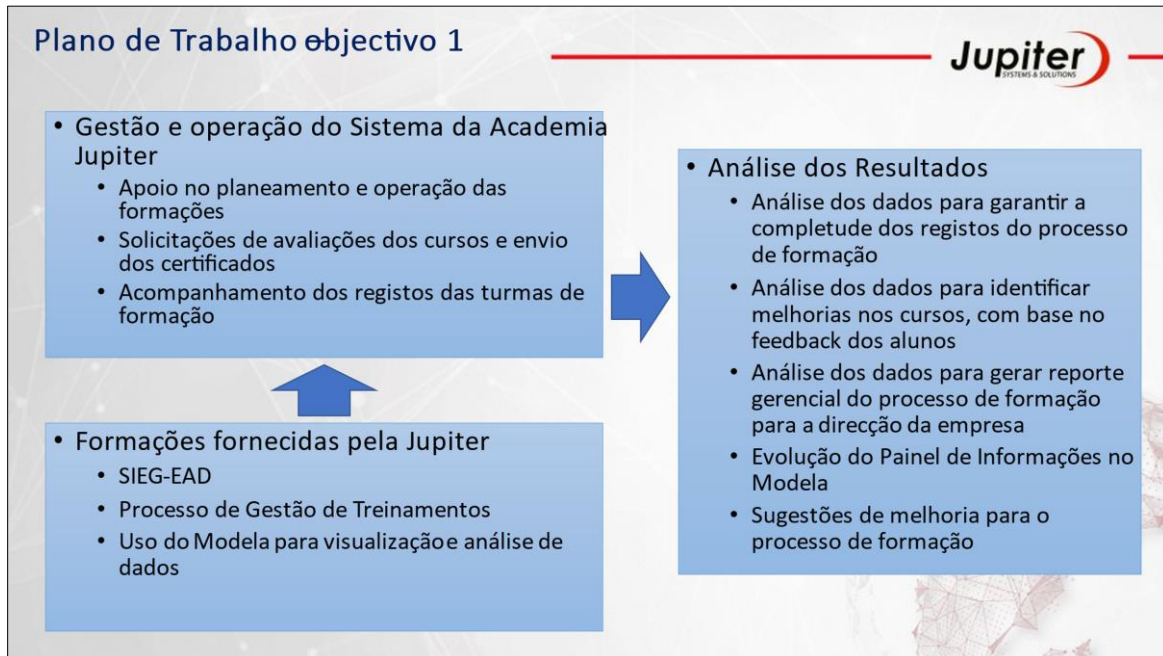 Plano de Trabalho objectivo 1
Jupiter
SYSTEMS & SOLUTIONS
• Gestão e operação do Sistema da Academia
Jupiter
• Apoio no planeamento e operação das
formações
• Solicitações de avaliações dos cursos e envio
dos certificados
• Acompanhamento dos registos das turmas de
formação
• Formações fornecidas pela Jupiter
• SIEG-EAD
• Processo de Gestão de Treinamentos
• Uso do Modela para visualização e análise de
dados
• Análise dos Resultados
• Análise dos dados para garantir a
completude dos registos do processo
de formação
• Análise dos dados para identificar
melhorias nos cursos, com base no
feedback dos alunos
• Análise dos dados para gerar reporte
gerencial do processo de formação
para a direcção da empresa
• Evolução do Painel de Informações no
Modela
• Sugestões de melhoria para o
processo de formação